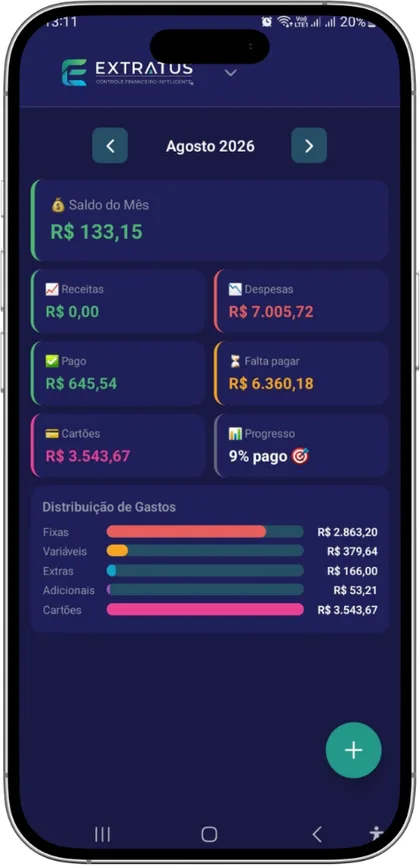 13:11 Vo) LTE1 20%
EXTRATUS
CONTROLE FINANCEIRO INTELIGENTE
Agosto 2026
Saldo do Mês
R$ 133,15
Receitas
R$ 0,00
Despesas
R$ 7.005,72
Pago
R$ 645,54
Falta pagar
R$ 6.360,18
Cartões
R$ 3.543,67
Progresso
9% pago
Distribuição de Gastos
Fixas R$ 2.863,20
Variáveis R$ 379,64
Extras R$ 166,00
Adicionais R$ 53,21
Cartões R$ 3.543,67